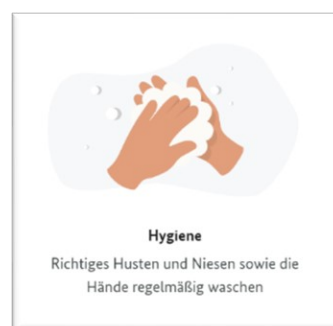 Hygiene
Richtiges Husten und Niesen sowie die
Hände regelmäßig waschen